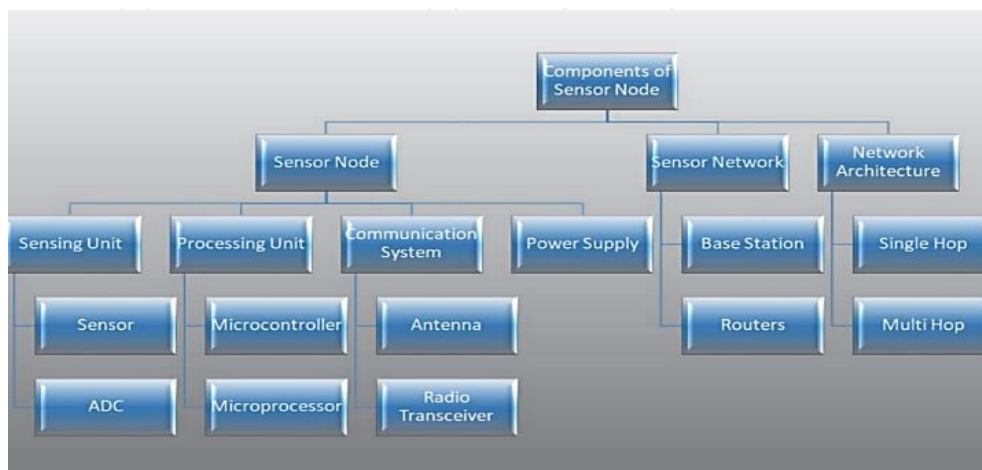 Components of
Sensor Node
Sensor Node
Sensor Network
Network
Architecture
Sensing Unit
Processing Unit
Communication
System
Power Supply
Base Station
Single Hop
Sensor
Microcontroller
Antenna
Routers
Multi Hop
ADC
Microprocessor
Radio
Transceiver